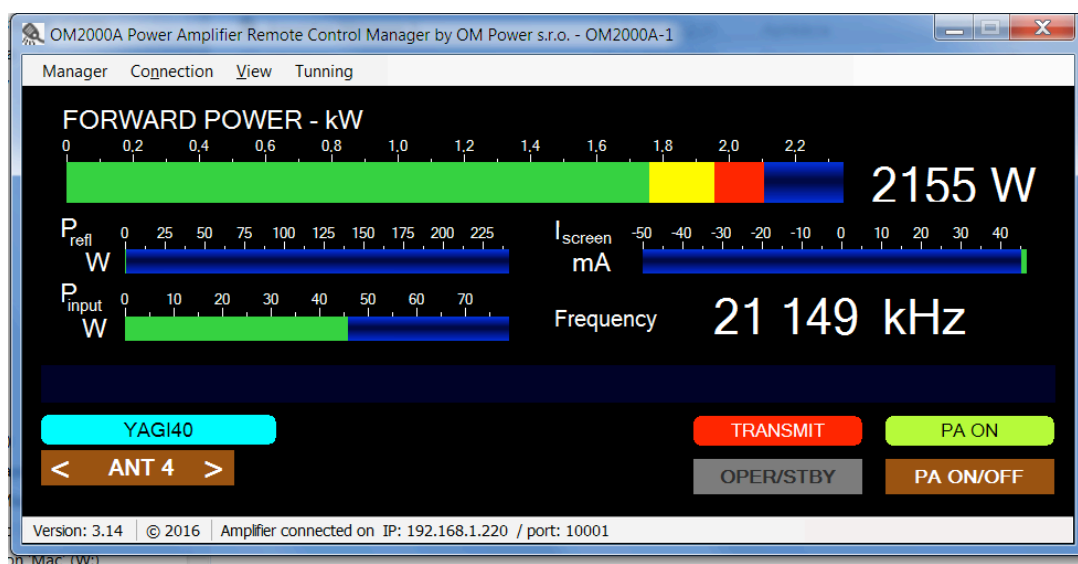 OM2000A Power Amplifier Remote Control Manager by OM Power s.r.o. - OM2000A-1
X
Manager Connection View Tunning
FORWARD POWER - kW
0 0,2 0,4 0,6 0,8 1,0 1,2 1,4 1,6 1,8 2,0 2,2
2155 W
Prefl W
0 25 50 75 100 125 150 175 200 225
Iscreen mA
-50 -40 -30 -20 -10 0 10 20 30 40
Pinput W
0 10 20 30 40 50 60 70
Frequency 21 149 kHz
YAGI40 TRANSMIT PA ON
< ANT 4 > OPER/STBY PA ON/OFF
Version: 3.14 © 2016 Amplifier connected on IP: 192.168.1.220 / port: 10001
Mac (W:)